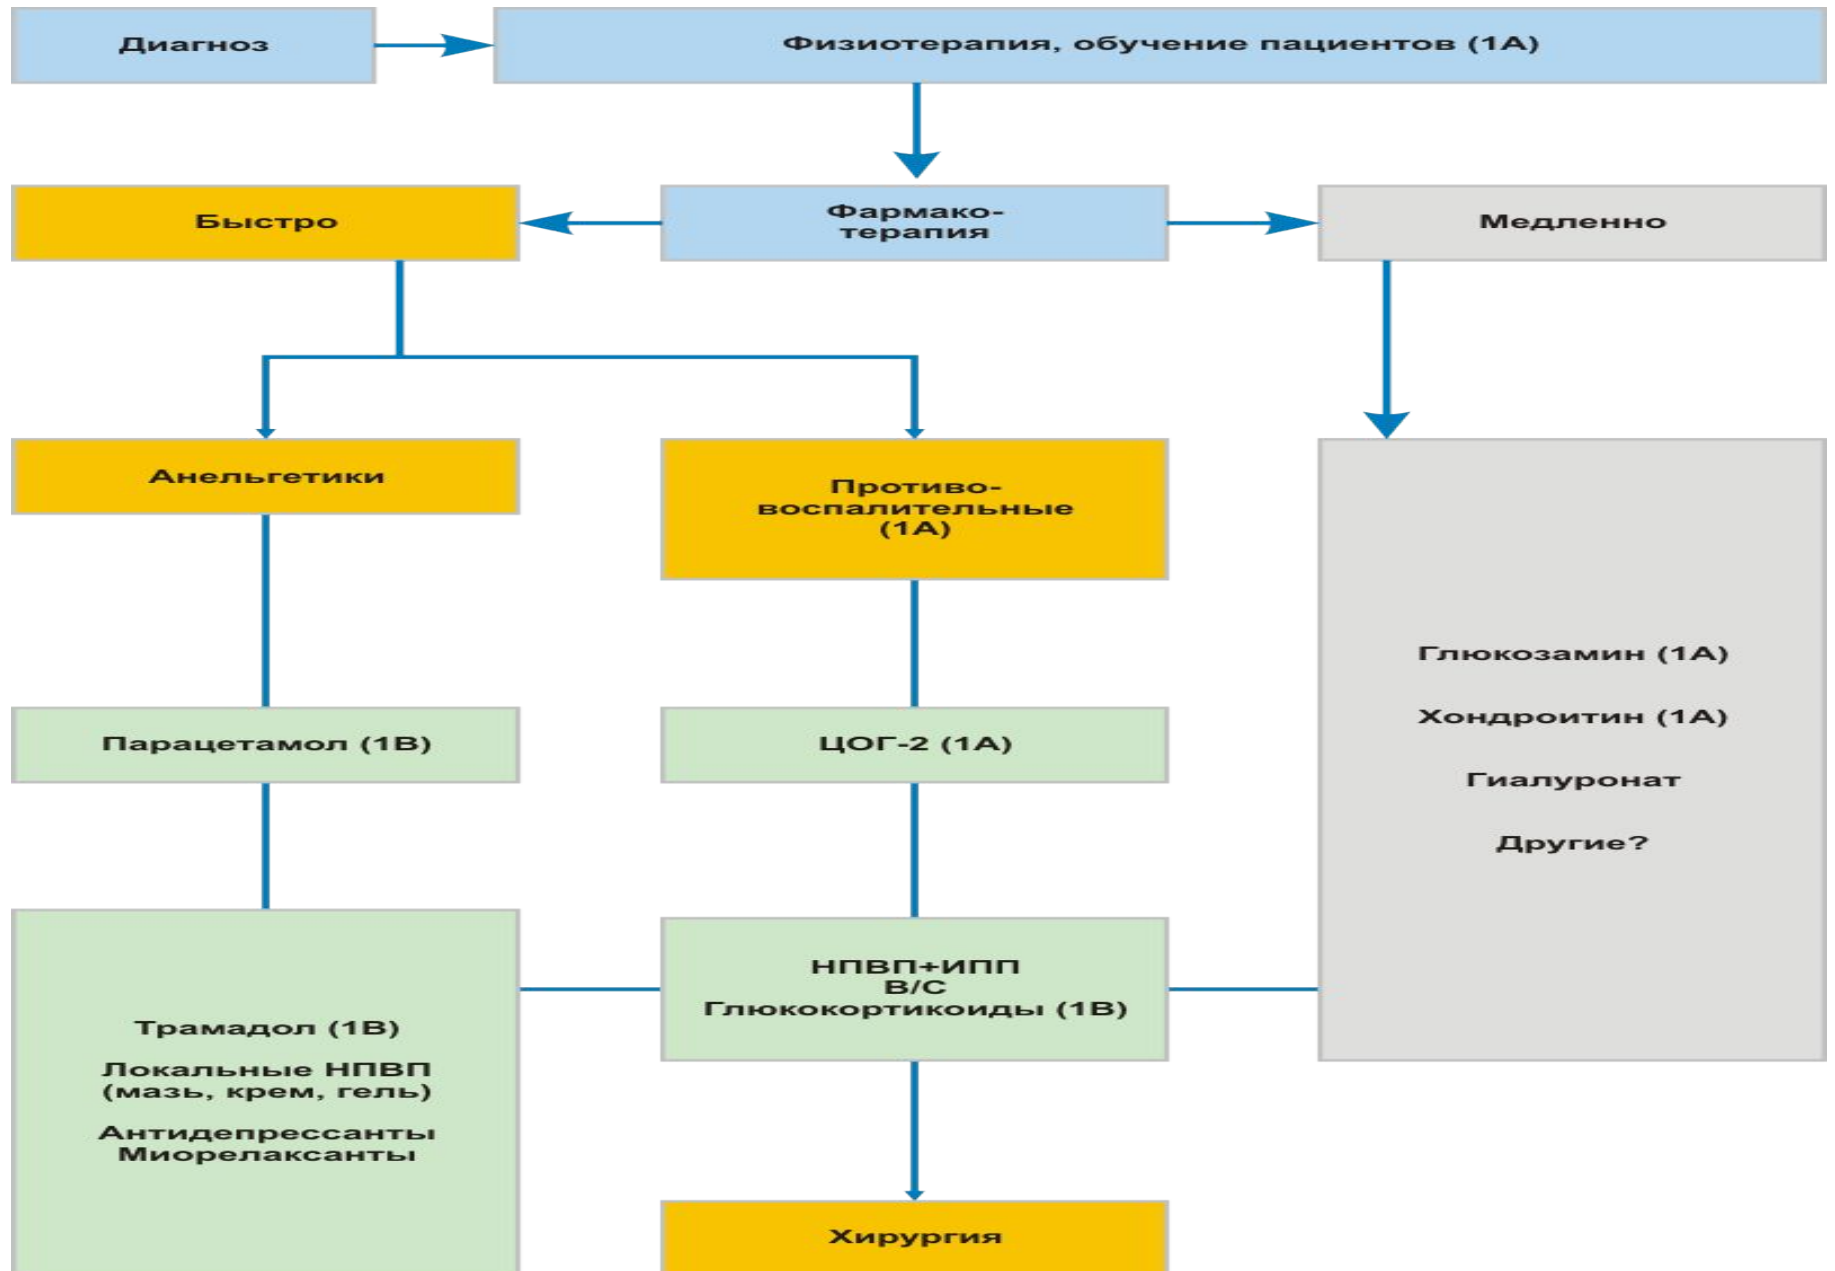 Диагноз
Физиотерапия, обучение пациентов (1А)
Быстро
Фармако-
терапия
Медленно
Анельгетики
Противо-
воспалительные
(1А)
Глюкозамин (1А)
Хондроитин (1А)
Гиалуронат
Другие?
Парацетамол (1В)
ЦОГ-2 (1А)
НПВП+ИПП
В/С
Глюкокортикоиды (1В)
Трамадол (1В)
Локальные НПВП
(мазь, крем, гель)
Антидепрессанты
Миорелаксанты
Хирургия